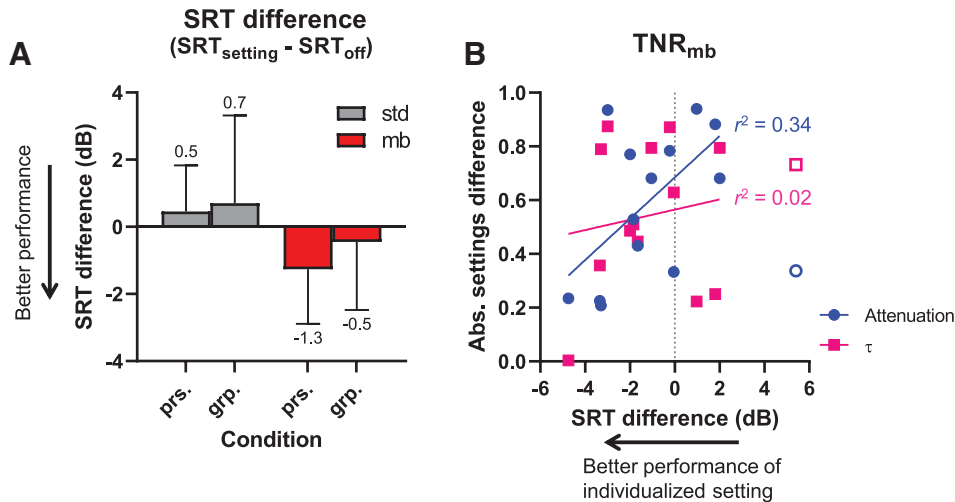 SRT difference
(SRTsetting - SRToff)
A
4
2
0
-2
-4
SRT difference (dB)
Better performance
0.5
0.7
-1.3
-0.5
std
mb
prs.
grp.
prs.
grp.
Condition
B
TNRmb
1.0
0.8
0.6
0.4
0.2
0.0
Abs. settings difference
r² = 0.34
r² = 0.02
Attenuation
τ
-6
-4
-2
0
2
4
6
SRT difference (dB)
Better performance of
individualized setting